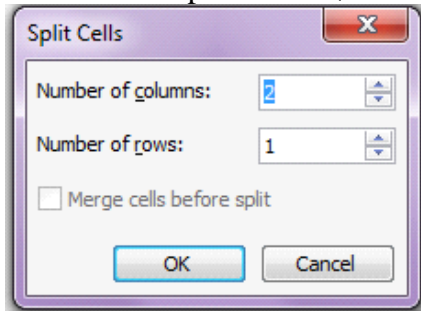 Split Cells
Number of columns: 2
Number of rows: 1
Merge cells before split
OK Cancel